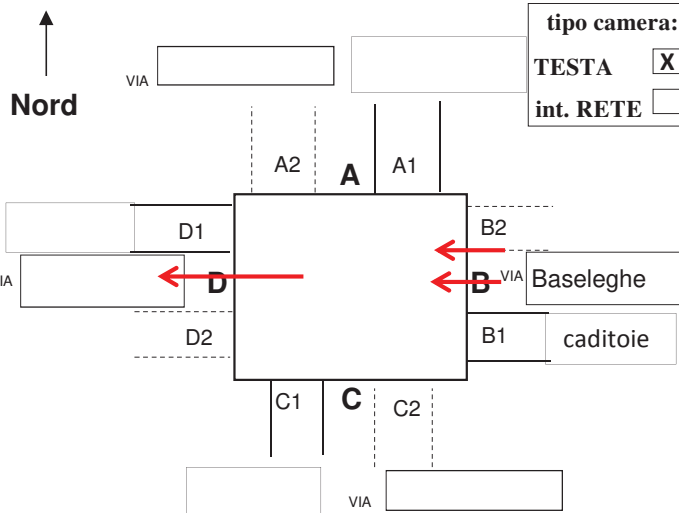 tipo camera:
TESTA X
int. RETE
Nord
VIA
A2
A
A1
D1
B2
VIA
D
B
VIA Baseleghe
D2
B1
caditoie
C1
C
C2
VIA